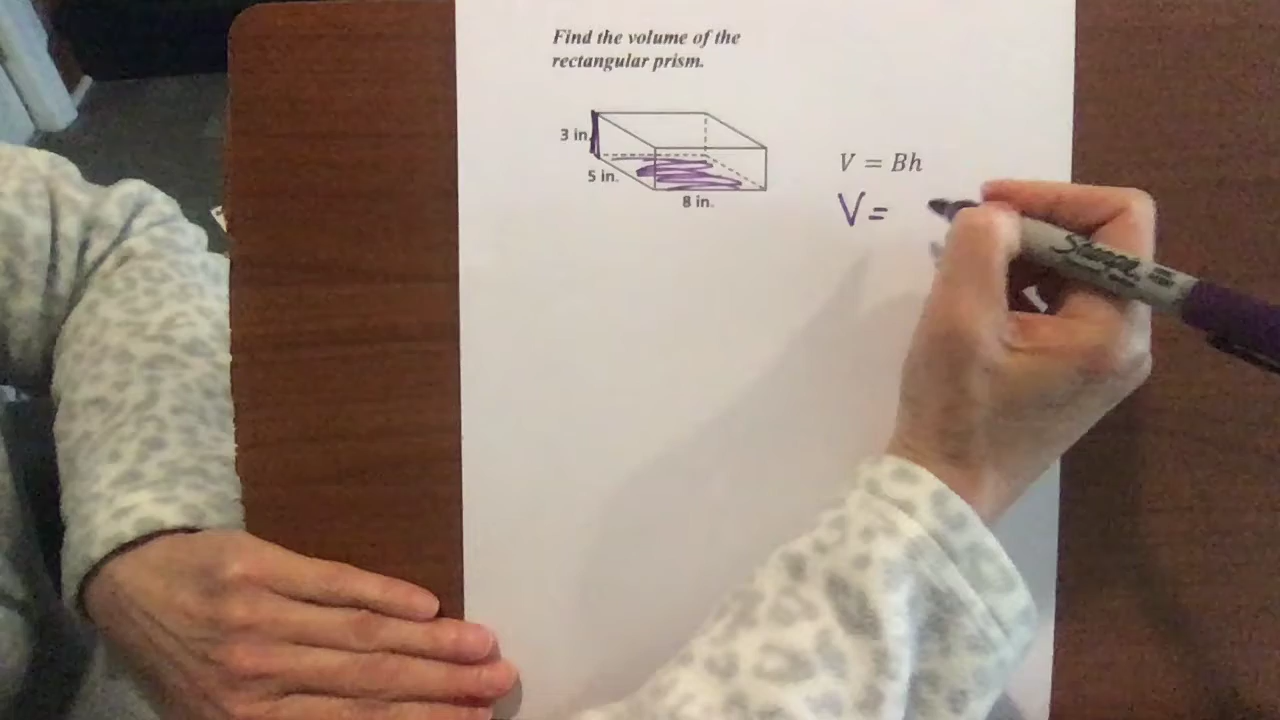 Find the volume of the
rectangular prism.
3 in.
5 in.
8 in.
V = Bh
V =
Sharpie